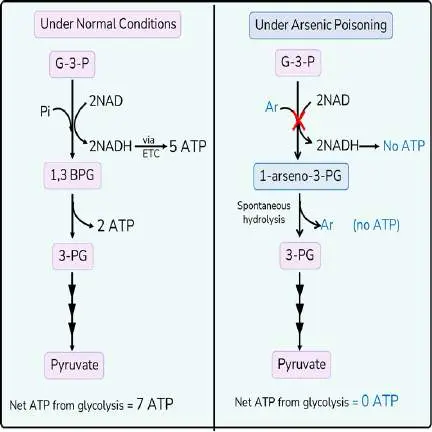 Under Normal Conditions
G-3-P
Pi
2NAD
2NADH
via
ETC
5 ATP
1,3 BPG
2 ATP
3-PG
Pyruvate
Net ATP from glycolysis = 7 ATP
Under Arsenic Poisoning
G-3-P
Ar
2NAD
2NADH
No ATP
1-arseno-3-PG
Spontaneous
hydolysis
Ar (no ATP)
3-PG
Pyruvate
Net ATP from glycolysis = 0 ATP